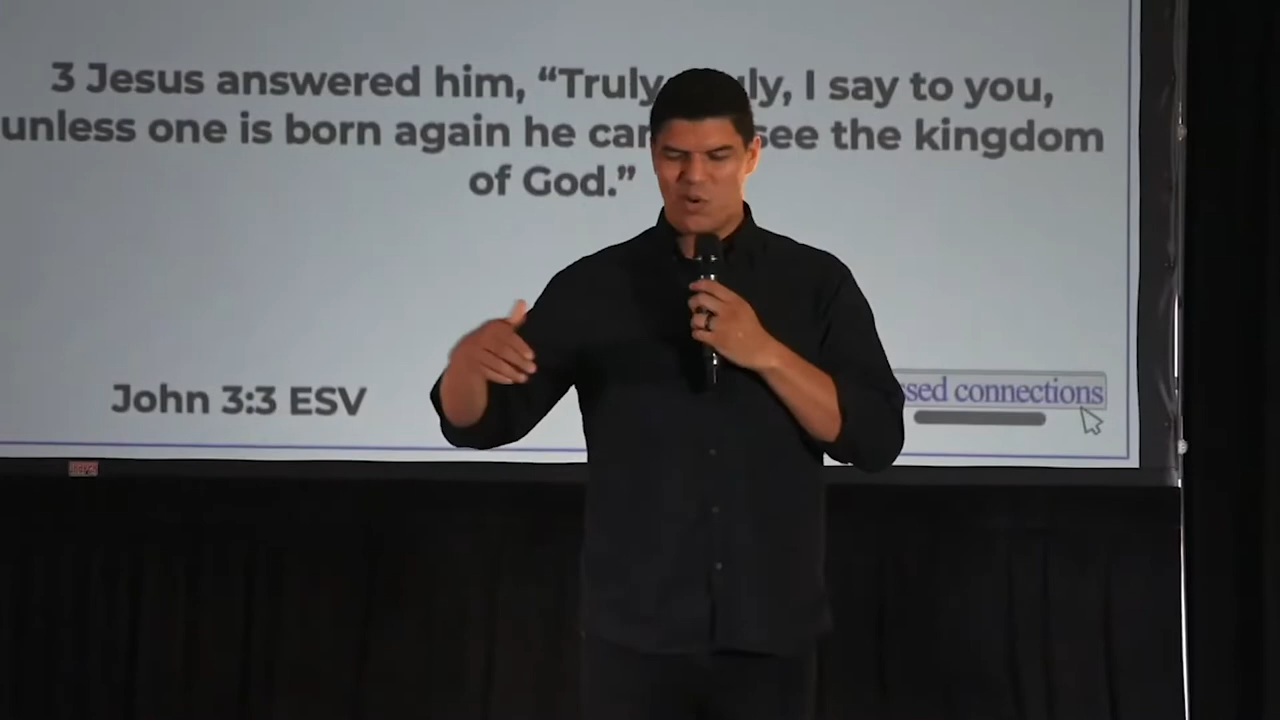 3 Jesus answered him, “Truly, ly, I say to you,
unless one is born again he can see the kingdom
of God.”
John 3:3 ESV
ssed connections